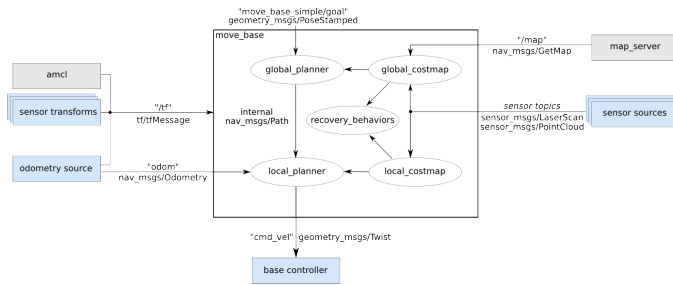 "move_base_simple/goal"
geometry_msgs/PoseStamped
move_base
"/map"
nav_msgs/GetMap
map_server
amcl
global_planner
global_costmap
sensor transforms
"/tf"
tf/tfMessage
internal
nav_msgs/Path
recovery_behaviors
sensor topics
sensor_msgs/LaserScan
sensor_msgs/PointCloud
sensor sources
odometry source
"odom"
nav_msgs/Odometry
local_planner
local_costmap
"cmd_vel" geometry_msgs/Twist
base controller